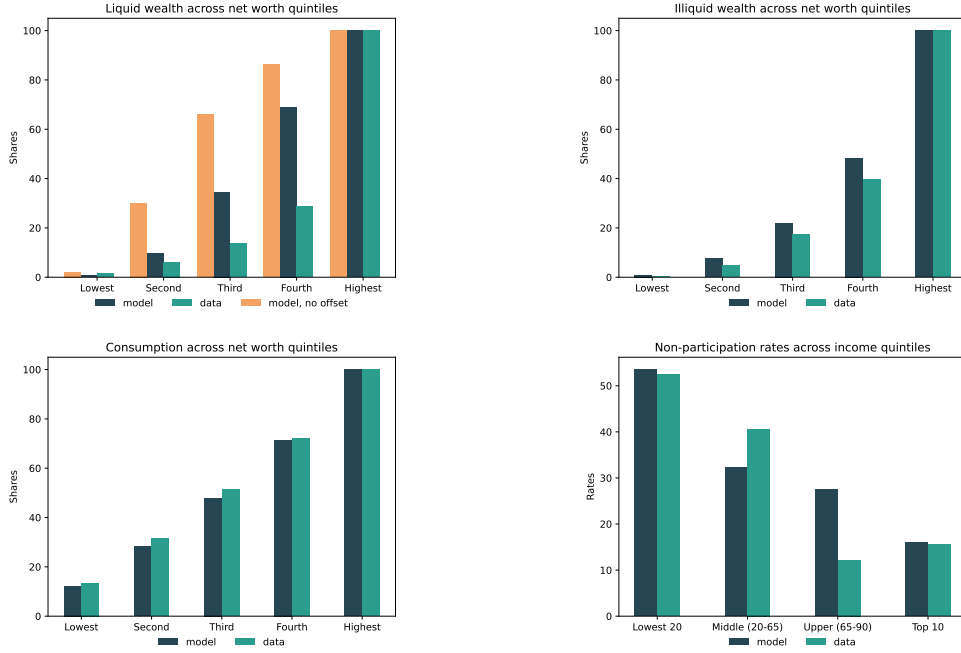 Liquid wealth across net worth quintiles
100
80
60
40
20
0
Shares
Lowest Second Third Fourth Highest
model data model, no offset
Illiquid wealth across net worth quintiles
100
80
60
40
20
0
Shares
Lowest Second Third Fourth Highest
model data
Consumption across net worth quintiles
100
80
60
40
20
0
Shares
Lowest Second Third Fourth Highest
model data
Non-participation rates across income quintiles
50
40
30
20
10
0
Rates
Lowest 20 Middle (20-65) Upper (65-90) Top 10
model data